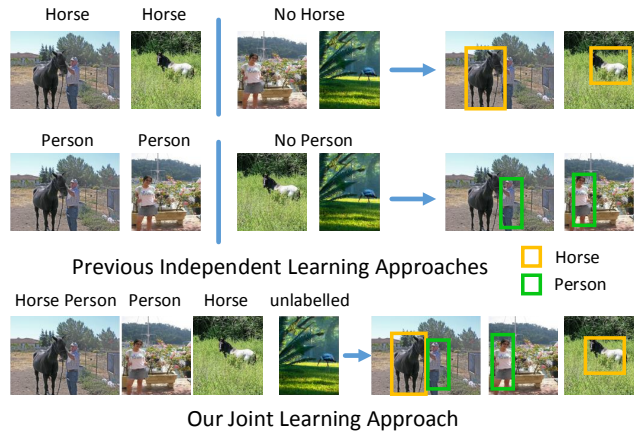 Horse Horse No Horse
Person Person No Person
Previous Independent Learning Approaches
Horse
Person
Horse Person Person Horse unlabelled
Our Joint Learning Approach